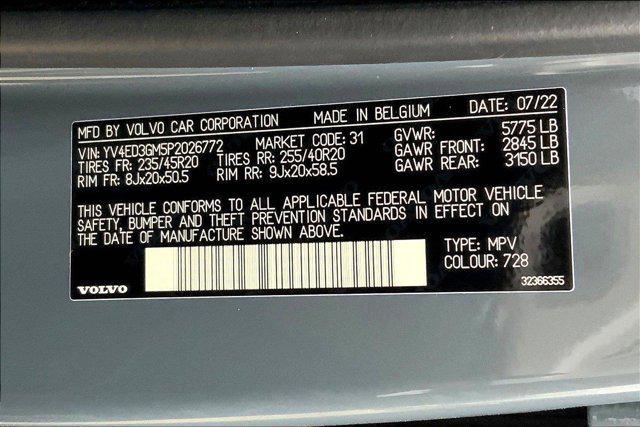 MFD BY VOLVO CAR CORPORATION MADE IN BELGIUM DATE: 07/22
VIN: YV4ED3GM5P2026772 MARKET CODE: 31 GVWR: 5775 LB
TIRES FR: 235/45R20 TIRES RR: 255/40R20 GAWR FRONT: 2845 LB
RIM FR: 8Jx20x50.5 RIM RR: 9Jx20x58.5 GAWR REAR: 3150 LB
THIS VEHICLE CONFORMS TO ALL APPLICABLE FEDERAL MOTOR VEHICLE
SAFETY, BUMPER AND THEFT PREVENTION STANDARDS IN EFFECT ON
THE DATE OF MANUFACTURE SHOWN ABOVE.
TYPE: MPV
COLOUR: 728
VOLVO 32366355